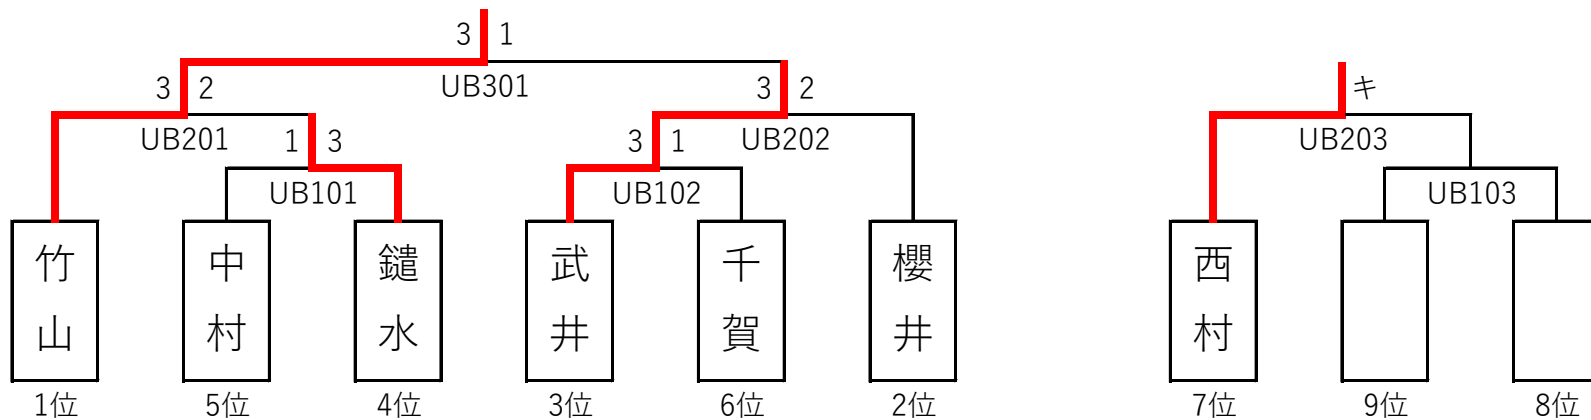 3 1
UB301
3 2
3 2
キ
UB201
UB202
UB203
1 3
3 1
UB101
UB102
UB103
竹山
中村
鑓水
武井
千賀
櫻井
西村
1位
5位
4位
3位
6位
2位
7位
9位
8位